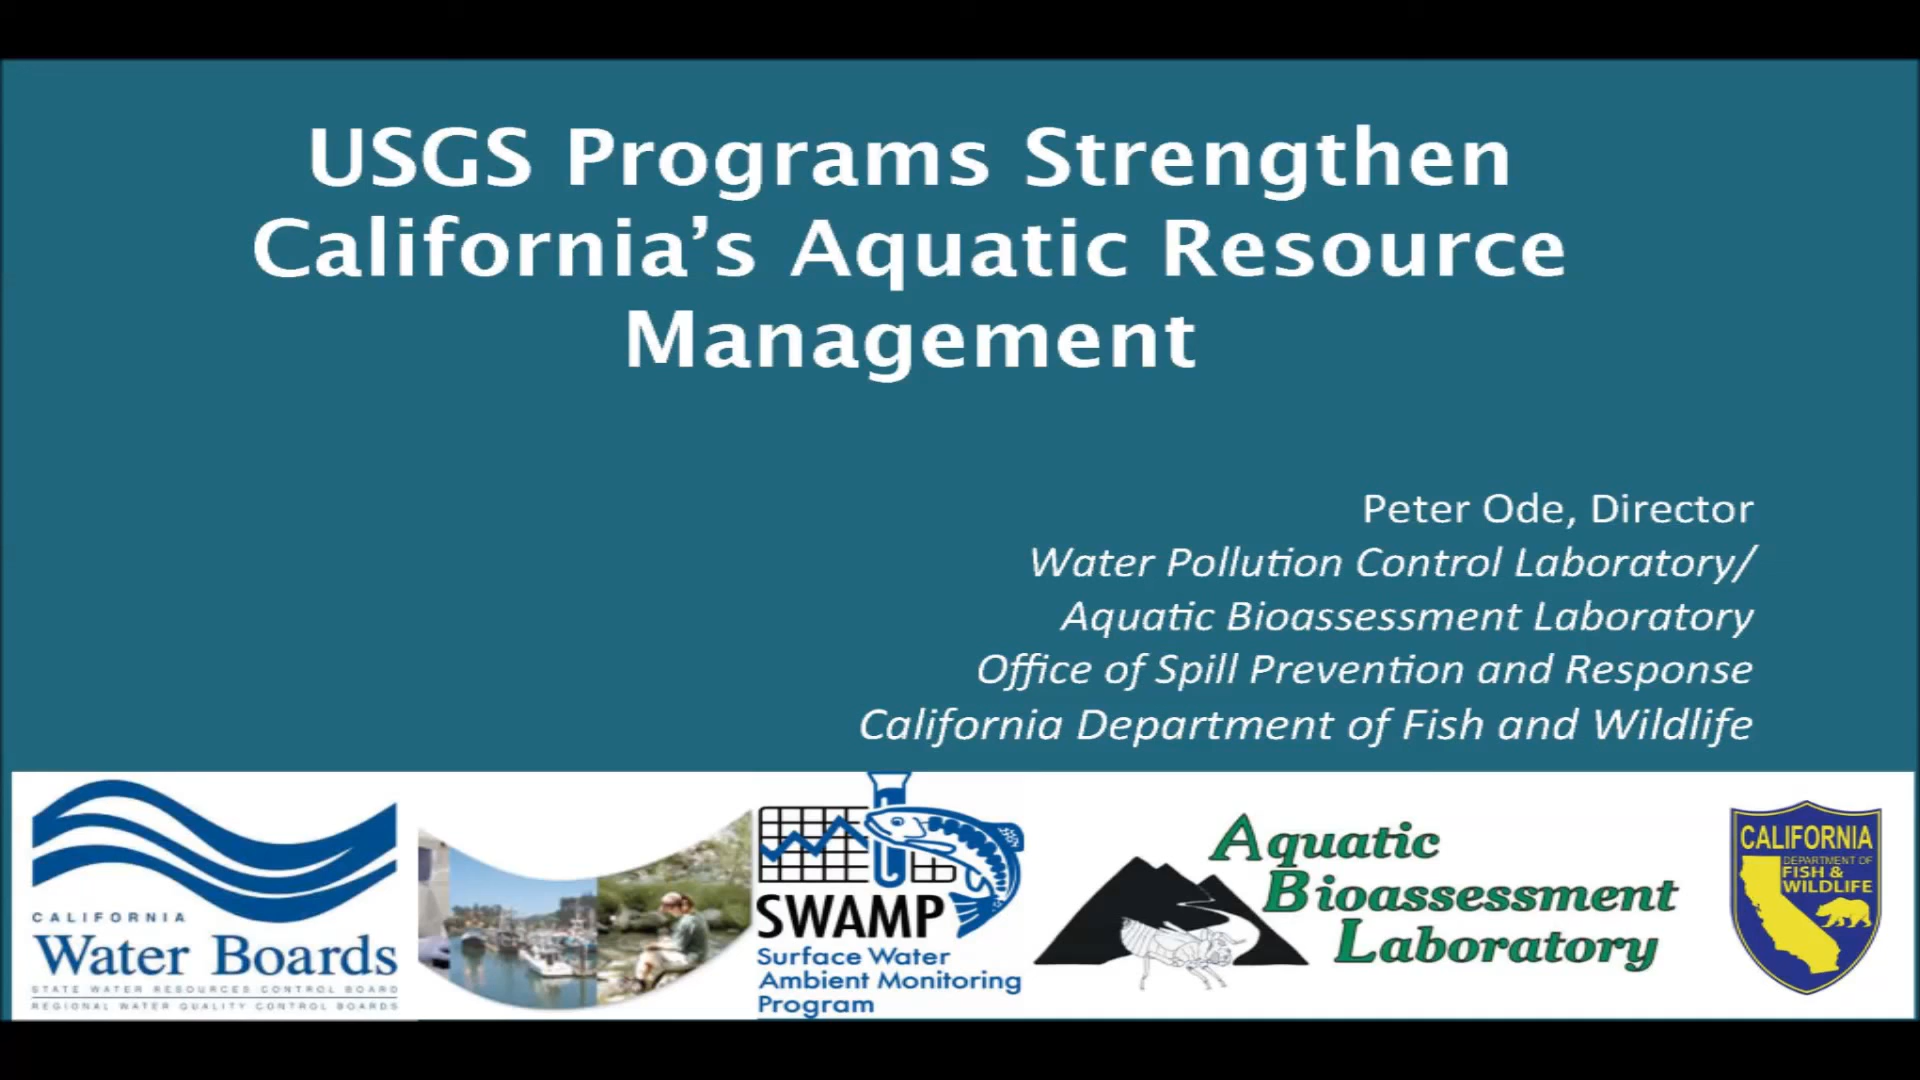 USGS Programs Strengthen
California’s Aquatic Resource
Management
Peter Ode, Director
Water Pollution Control Laboratory/
Aquatic Bioassessment Laboratory
Office of Spill Prevention and Response
California Department of Fish and Wildlife
CALIFORNIA
Water Boards
STATE WATER RESOURCES CONTROL BOARD
REGIONAL WATER QUALITY CONTROL BOARDS
SWAMP
Surface Water
Ambient Monitoring
Program
Aquatic
Bioassessment
Laboratory
CALIFORNIA
DEPARTMENT OF
FISH &
WILDLIFE